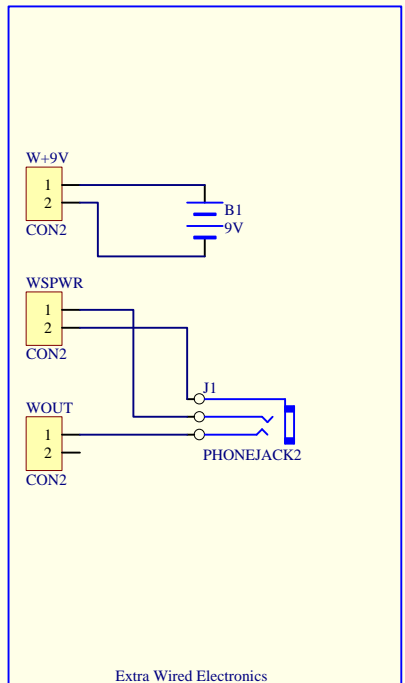 W+9V
1
2
CON2
B1
9V
WSPWR
1
2
CON2
J1
WOUT
1
2
CON2
PHONEJACK2
Extra Wired Electronics